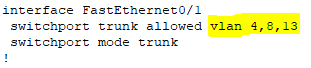 interface FastEthernet0/1
switchport trunk allowed vlan 4,8,13
switchport mode trunk
!